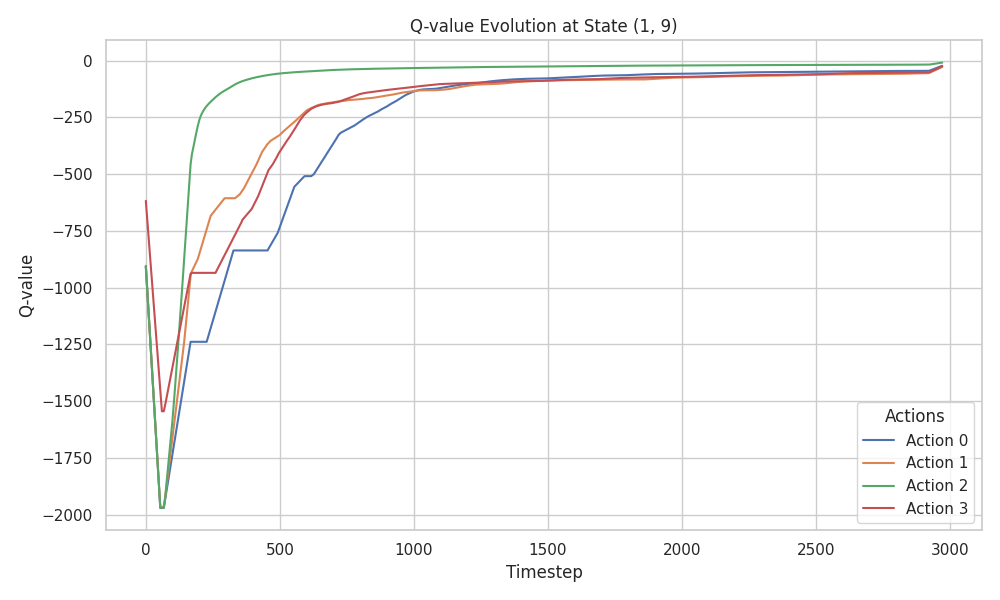 Q-value Evolution at State (1, 9)
Q-value
0
−250
−500
−750
−1000
−1250
−1500
−1750
−2000
0 500 1000 1500 2000 2500 3000
Timestep
Actions
Action 0
Action 1
Action 2
Action 3